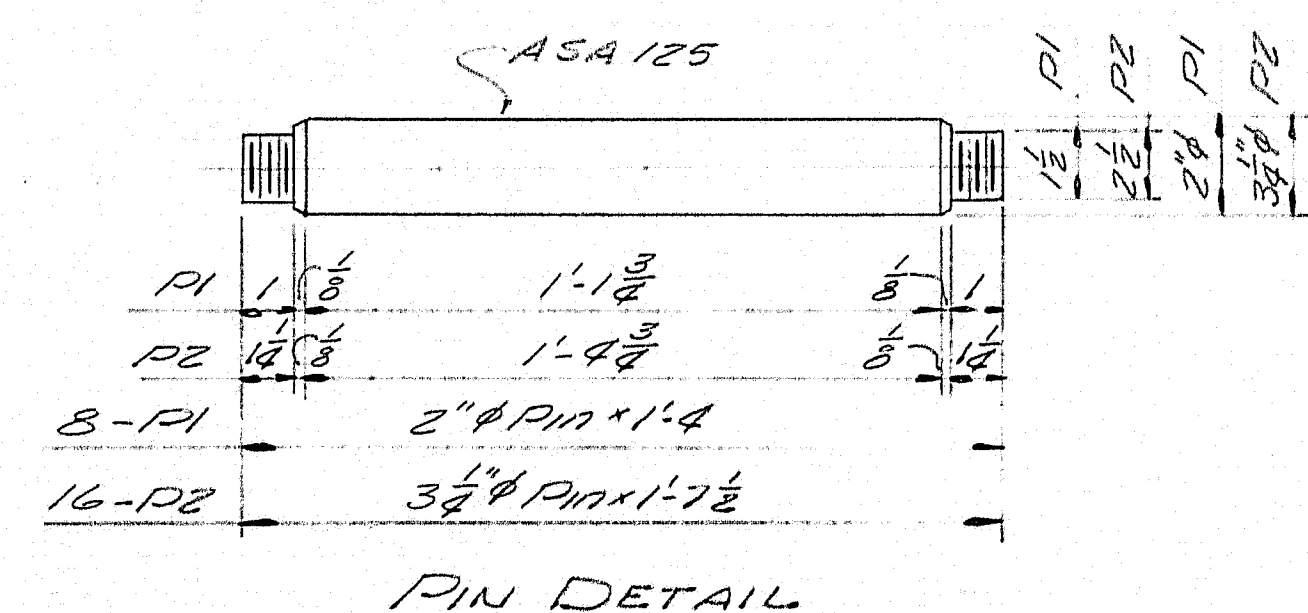 ASA 125
P1 P2 P1 P2
1 1/2 2 1/2 2"ϕ 3 1/4"ϕ
P1 1 1/8 1'-1 3/4 1/8 1
P2 1 1/4 1/8 1'-4 3/4 1/8 1 1/4
8-P1 2"ϕ Pin x 1'-4
16-P2 3 1/4"ϕ Pin x 1'-7 1/2
PIN DETAIL